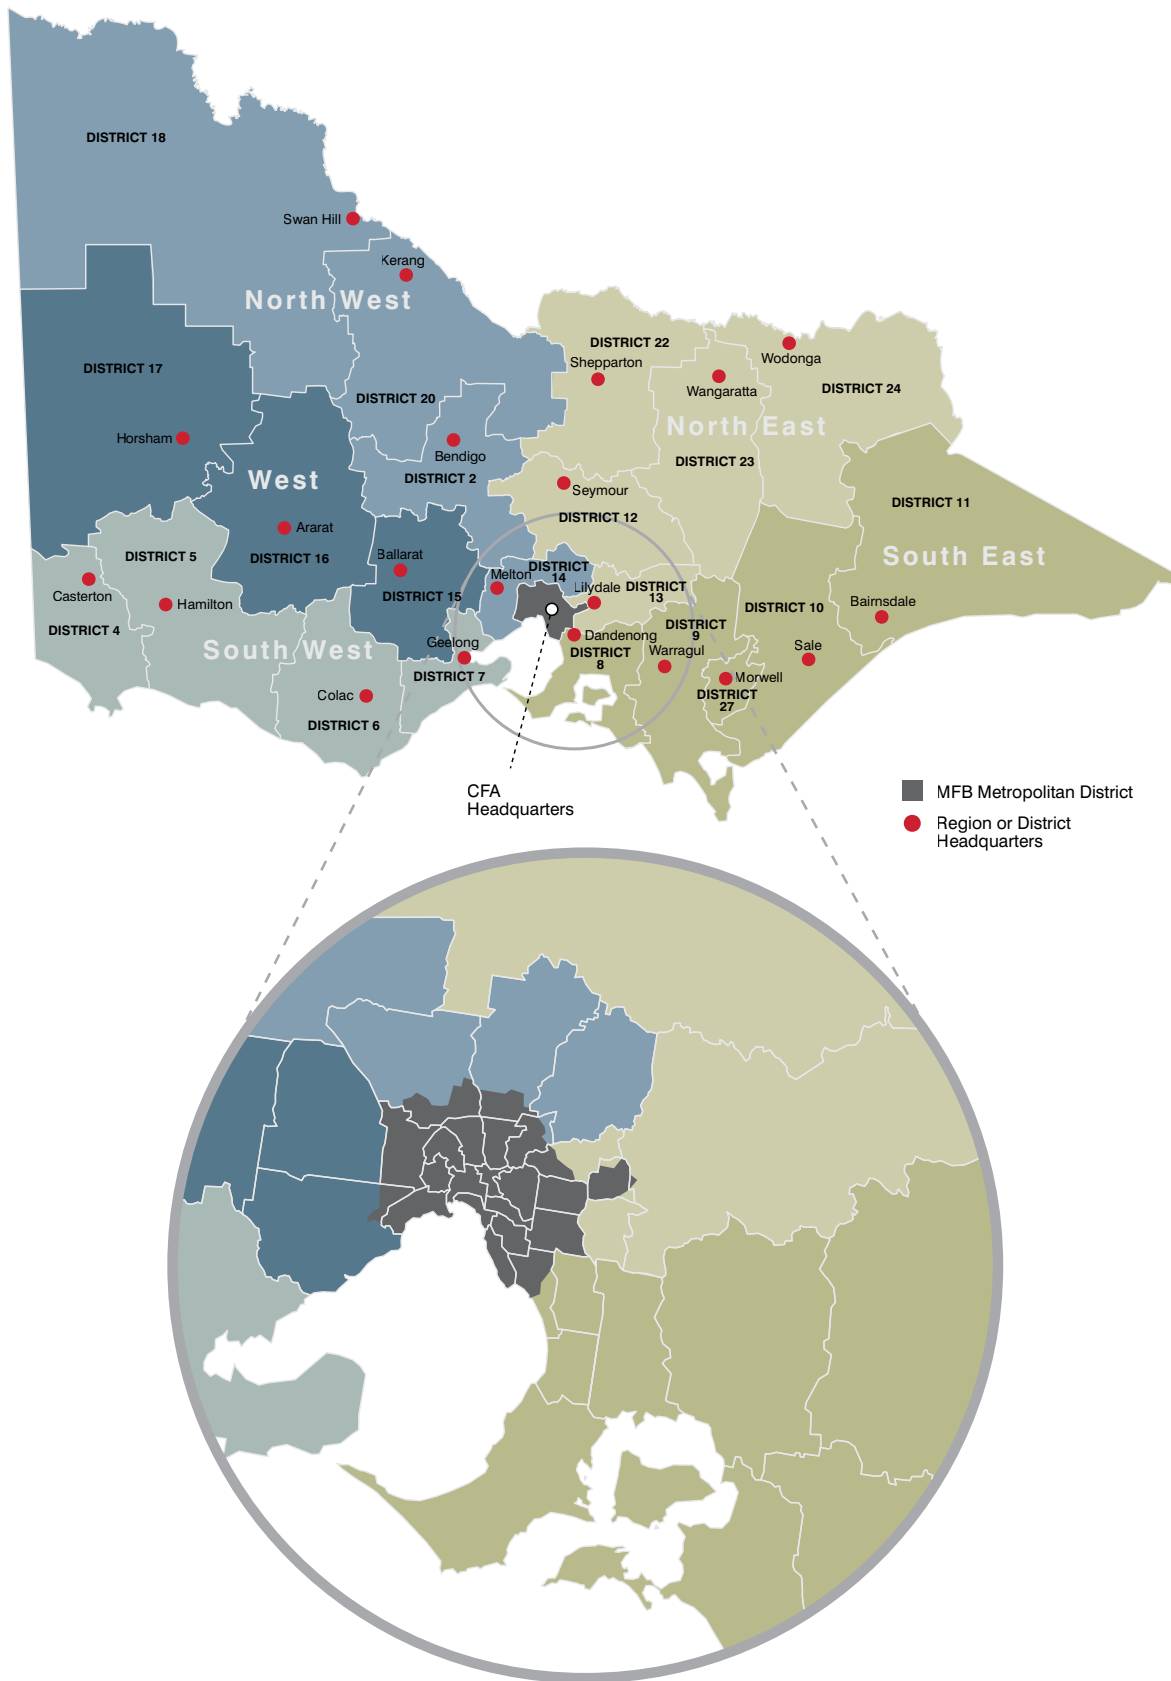 DISTRICT 18
Swan Hill
Kerang
North West
DISTRICT 22
Shepparton
Wodonga
DISTRICT 17
Wangaratta
DISTRICT 24
DISTRICT 20
North East
Horsham
Bendigo
DISTRICT 23
West
DISTRICT 2
Seymour
DISTRICT 11
DISTRICT 12
Ararat
South East
DISTRICT 5
DISTRICT 16
Ballarat
DISTRICT
14
Melton
Lilydale
DISTRICT
13
Casterton
Hamilton
DISTRICT 15
Bairnsdale
DISTRICT 10
DISTRICT 4
DISTRICT
9
Dandenong
Geelong
South West
DISTRICT
8
Warragul
Sale
DISTRICT 7
Morwell
DISTRICT
27
Colac
DISTRICT 6
CFA
Headquarters
MFB Metropolitan District
Region or District
Headquarters